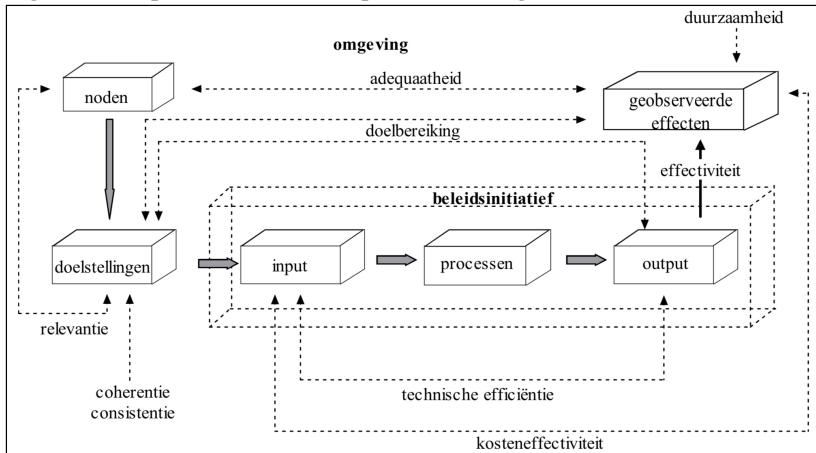 duurzaamheid
omgeving
adequaatheid
noden
geobserveerde
effecten
doelbereiking
effectiviteit
beleidsinitiatief
doelstellingen
input
processen
output
relevantie
coherentie
consistentie
technische efficiëntie
kosteneffectiviteit